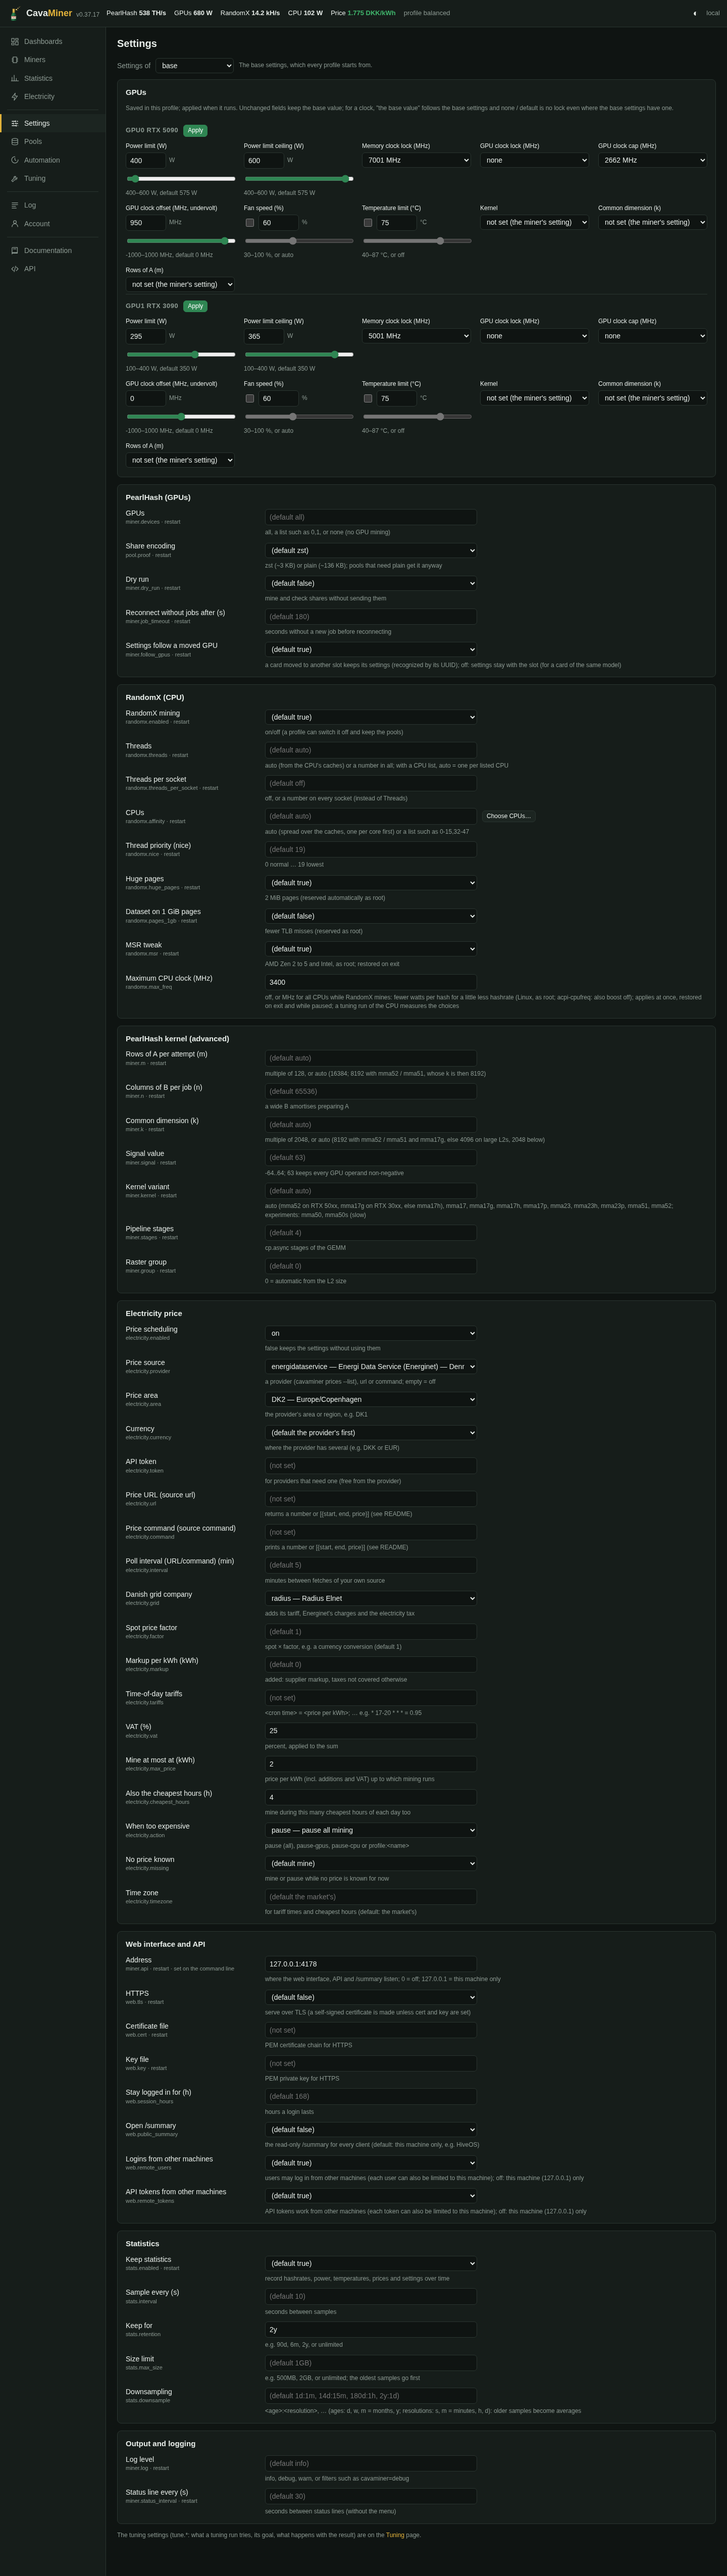 CavaMiner v0.37.17 PearlHash 538 TH/s GPUs 680 W RandomX 14.2 kH/s CPU 102 W Price 1.775 DKK/kWh profile balanced local
Dashboards
Miners
Statistics
Electricity
Settings
Pools
Automation
Tuning
Log
Account
Documentation
API
Settings
Settings of base The base settings, which every profile starts from.
GPUs
Saved in this profile; applied when it runs. Unchanged fields keep the base value; for a clock, "the base value" follows the base settings and none / default is no lock even where the base settings have one.
GPU0 RTX 5090 Apply
Power limit (W) Power limit ceiling (W) Memory clock lock (MHz) GPU clock lock (MHz) GPU clock cap (MHz)
400 W 600 W 7001 MHz none 2662 MHz
400–600 W, default 575 W 400–600 W, default 575 W
GPU clock offset (MHz, undervolt) Fan speed (%) Temperature limit (°C) Kernel Common dimension (k)
950 MHz 60 % 75 °C not set (the miner's setting) not set (the miner's setting)
-1000–1000 MHz, default 0 MHz 30–100 %, or auto 40–87 °C, or off
Rows of A (m)
not set (the miner's setting)
GPU1 RTX 3090 Apply
Power limit (W) Power limit ceiling (W) Memory clock lock (MHz) GPU clock lock (MHz) GPU clock cap (MHz)
295 W 365 W 5001 MHz none none
100–400 W, default 350 W 100–400 W, default 350 W
GPU clock offset (MHz, undervolt) Fan speed (%) Temperature limit (°C) Kernel Common dimension (k)
0 MHz 60 % 75 °C not set (the miner's setting) not set (the miner's setting)
-1000–1000 MHz, default 0 MHz 30–100 %, or auto 40–87 °C, or off
Rows of A (m)
not set (the miner's setting)
PearlHash (GPUs)
GPUs (default all)
miner.devices · restart
all, a list such as 0,1, or none (no GPU mining)
Share encoding (default zst)
pool.proof · restart
zst (~3 KB) or plain (~136 KB); pools that need plain get it anyway
Dry run (default false)
miner.dry_run · restart
mine and check shares without sending them
Reconnect without jobs after (s) (default 180)
miner.job_timeout · restart
seconds without a new job before reconnecting
Settings follow a moved GPU (default true)
miner.follow_gpus · restart
a card moved to another slot keeps its settings (recognized by its UUID); off: settings stay with the slot (for a card of the same model)
RandomX (CPU)
RandomX mining (default true)
randomx.enabled · restart
on/off (a profile can switch it off and keep the pools)
Threads (default auto)
randomx.threads · restart
auto (from the CPU's caches) or a number in all; with a CPU list, auto = one per listed CPU
Threads per socket (default off)
randomx.threads_per_socket · restart
off, or a number on every socket (instead of Threads)
CPUs (default auto) Choose CPUs…
randomx.affinity · restart
auto (spread over the caches, one per core first) or a list such as 0-15,32-47
Thread priority (nice) (default 19)
randomx.nice · restart
0 normal … 19 lowest
Huge pages (default true)
randomx.huge_pages · restart
2 MiB pages (reserved automatically as root)
Dataset on 1 GiB pages (default false)
randomx.pages_1gb · restart
fewer TLB misses (reserved as root)
MSR tweak (default true)
randomx.msr · restart
AMD Zen 2 to 5 and Intel, as root; restored on exit
Maximum CPU clock (MHz) 3400
randomx.max_freq
off, or MHz for all CPUs while RandomX mines: fewer watts per hash for a little less hashrate (Linux, as root; acpi-cpufreq: also boost off); applies at once, restored
on exit and while paused; a tuning run of the CPU measures the choices
PearlHash kernel (advanced)
Rows of A per attempt (m) (default auto)
miner.m · restart
multiple of 128, or auto (16384; 8192 with mma52 / mma51, whose k is then 8192)
Columns of B per job (n) (default 65536)
miner.n · restart
a wide B amortises preparing A
Common dimension (k) (default auto)
miner.k · restart
multiple of 2048, or auto (8192 with mma52 / mma51 and mma17g, else 4096 on large L2s, 2048 below)
Signal value (default 63)
miner.signal · restart
-64..64; 63 keeps every GPU operand non-negative
Kernel variant (default auto)
miner.kernel · restart
auto (mma52 on RTX 50xx, mma17g on RTX 30xx, else mma17h), mma17, mma17g, mma17h, mma17p, mma23, mma23h, mma23p, mma51, mma52;
experiments: mma50, mma50s (slow)
Pipeline stages (default 4)
miner.stages · restart
cp.async stages of the GEMM
Raster group (default 0)
miner.group · restart
0 = automatic from the L2 size
Electricity price
Price scheduling on
electricity.enabled
false keeps the settings without using them
Price source energidataservice — Energi Data Service (Energinet) — Denr
electricity.provider
a provider (cavaminer prices --list), url or command; empty = off
Price area DK2 — Europe/Copenhagen
electricity.area
the provider's area or region, e.g. DK1
Currency (default the provider's first)
electricity.currency
where the provider has several (e.g. DKK or EUR)
API token (not set)
electricity.token
for providers that need one (free from the provider)
Price URL (source url) (not set)
electricity.url
returns a number or [{start, end, price}] (see README)
Price command (source command) (not set)
electricity.command
prints a number or [{start, end, price}] (see README)
Poll interval (URL/command) (min) (default 5)
electricity.interval
minutes between fetches of your own source
Danish grid company radius — Radius Elnet
electricity.grid
adds its tariff, Energinet's charges and the electricity tax
Spot price factor (default 1)
electricity.factor
spot × factor, e.g. a currency conversion (default 1)
Markup per kWh (kWh) (default 0)
electricity.markup
added: supplier markup, taxes not covered otherwise
Time-of-day tariffs (not set)
electricity.tariffs
<cron time> = <price per kWh>; … e.g. * 17-20 * * * = 0.95
VAT (%) 25
electricity.vat
percent, applied to the sum
Mine at most at (kWh) 2
electricity.max_price
price per kWh (incl. additions and VAT) up to which mining runs
Also the cheapest hours (h) 4
electricity.cheapest_hours
mine during this many cheapest hours of each day too
When too expensive pause — pause all mining
electricity.action
pause (all), pause-gpus, pause-cpu or profile:<name>
No price known (default mine)
electricity.missing
mine or pause while no price is known for now
Time zone (default the market's)
electricity.timezone
for tariff times and cheapest hours (default: the market's)
Web interface and API
Address 127.0.0.1:4178
miner.api · restart · set on the command line
where the web interface, API and /summary listen; 0 = off; 127.0.0.1 = this machine only
HTTPS (default false)
web.tls · restart
serve over TLS (a self-signed certificate is made unless cert and key are set)
Certificate file (not set)
web.cert · restart
PEM certificate chain for HTTPS
Key file (not set)
web.key · restart
PEM private key for HTTPS
Stay logged in for (h) (default 168)
web.session_hours
hours a login lasts
Open /summary (default false)
web.public_summary
the read-only /summary for every client (default: this machine only, e.g. HiveOS)
Logins from other machines (default true)
web.remote_users
users may log in from other machines (each user can also be limited to this machine); off: this machine (127.0.0.1) only
API tokens from other machines (default true)
web.remote_tokens
API tokens work from other machines (each token can also be limited to this machine); off: this machine (127.0.0.1) only
Statistics
Keep statistics (default true)
stats.enabled · restart
record hashrates, power, temperatures, prices and settings over time
Sample every (s) (default 10)
stats.interval
seconds between samples
Keep for 2y
stats.retention
e.g. 90d, 6m, 2y, or unlimited
Size limit (default 1GB)
stats.max_size
e.g. 500MB, 2GB, or unlimited; the oldest samples go first
Downsampling (default 1d:1m, 14d:15m, 180d:1h, 2y:1d)
stats.downsample
<age>:<resolution>, … (ages: d, w, m = months, y; resolutions: s, m = minutes, h, d); older samples become averages
Output and logging
Log level (default info)
miner.log · restart
info, debug, warn, or filters such as cavaminer=debug
Status line every (s) (default 30)
miner.status_interval · restart
seconds between status lines (without the menu)
The tuning settings (tune.*: what a tuning run tries, its goal, what happens with the result) are on the Tuning page.